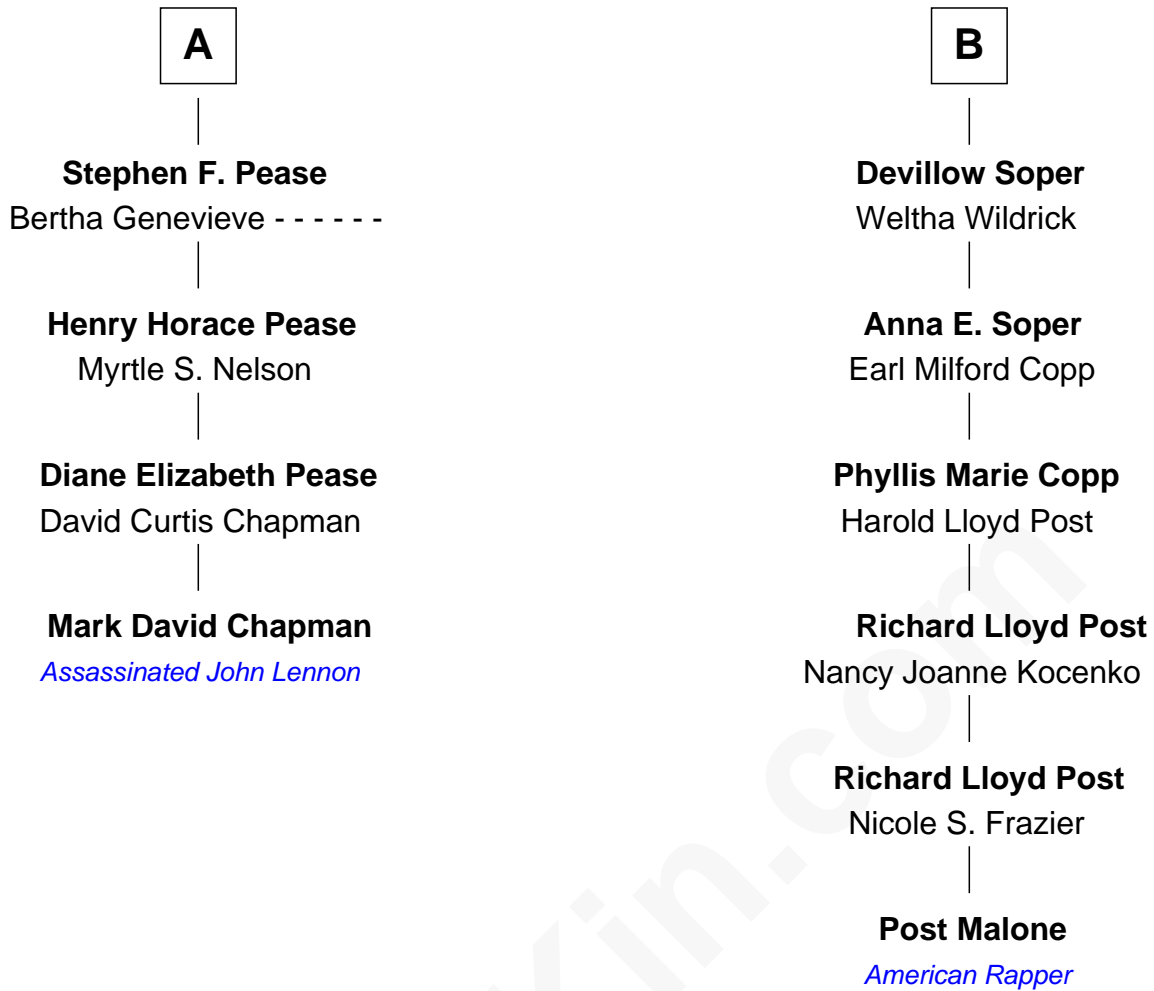 A
Stephen F. Pease
Bertha Genevieve - - - - - -
Henry Horace Pease
Myrtle S. Nelson
Diane Elizabeth Pease
David Curtis Chapman
Mark David Chapman
Assassinated John Lennon
B
Devillow Soper
Weltha Wildrick
Anna E. Soper
Earl Milford Copp
Phyllis Marie Copp
Harold Lloyd Post
Richard Lloyd Post
Nancy Joanne Kocenko
Richard Lloyd Post
Nicole S. Frazier
Post Malone
American Rapper